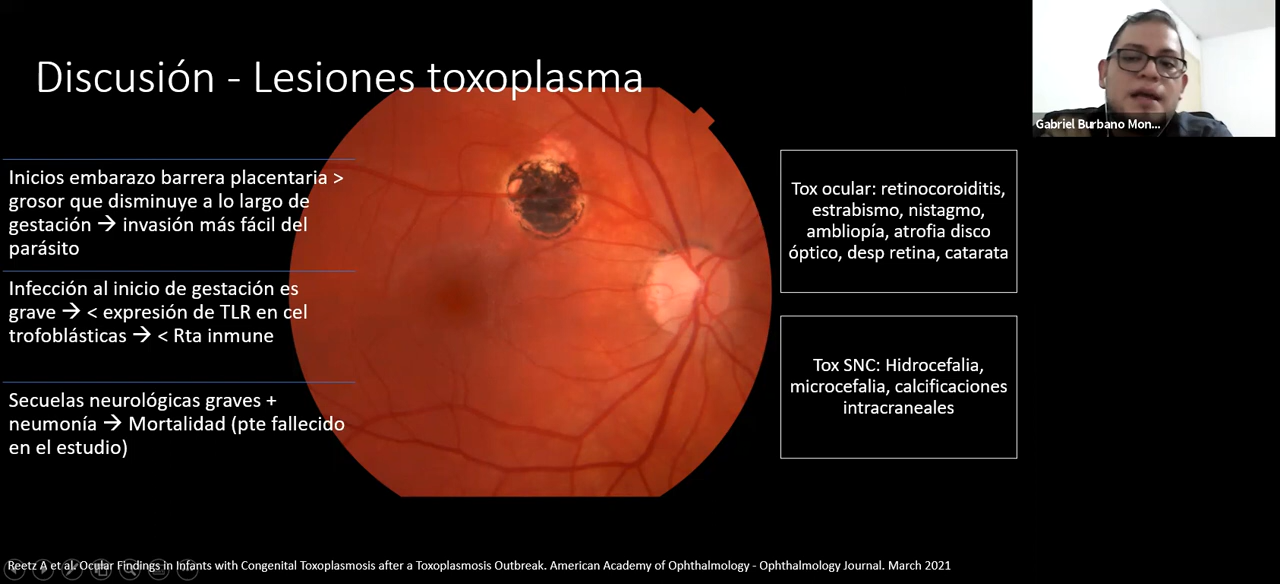 Discusión - Lesiones toxoplasma
Gabriel Burbano Mon...
Inicios embarazo barrera placentaria >
grosor que disminuye a lo largo de
gestación → invasión más fácil del
parásito
Infección al inicio de gestación es
grave → < expresión de TLR en cel
trofoblásticas → < Rta inmune
Secuelas neurológicas graves +
neumonía → Mortalidad (pte fallecido
en el estudio)
Tox ocular: retinocoroiditis,
estrabismo, nistagmo,
ambliopía, atrofia disco
óptico, desp retina, catarata
Tox SNC: Hidrocefalia,
microcefalia, calcificaciones
intracraneales
Reetz A et al. Ocular Findings in Infants with Congenital Toxoplasmosis after a Toxoplasmosis Outbreak. American Academy of Ophthalmology - Ophthalmology Journal. March 2021